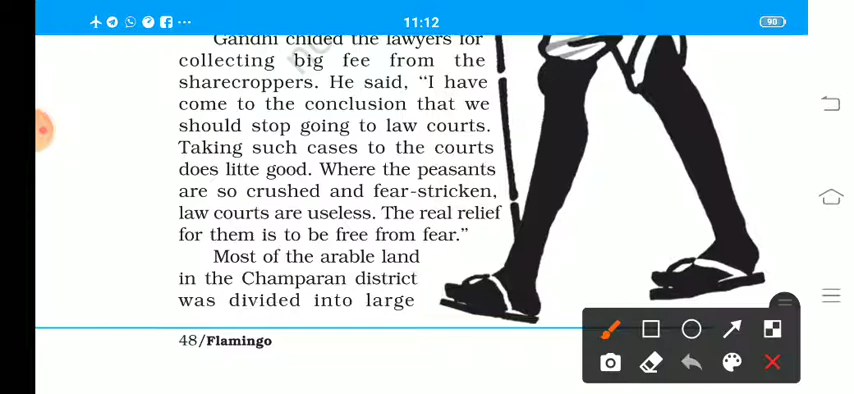 11:12
90
Gandhi chided the lawyers for
collecting big fee from the
sharecroppers. He said, “I have
come to the conclusion that we
should stop going to law courts.
Taking such cases to the courts
does litte good. Where the peasants
are so crushed and fear-stricken,
law courts are useless. The real relief
for them is to be free from fear.”
Most of the arable land
in the Champaran district
was divided into large
48/Flamingo